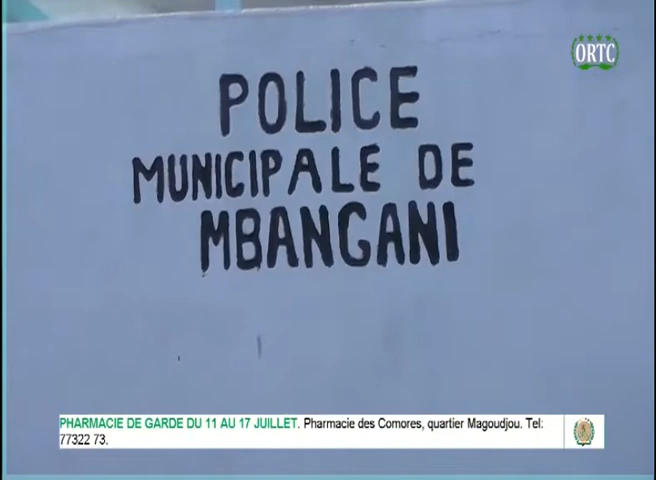 ORTC
POLICE
MUNICIPALE DE
MBANGANI
PHARMACIE DE GARDE DU 11 AU 17 JUILLET. Pharmacie des Comores, quartier Magoudjou. Tel:
77322 73.